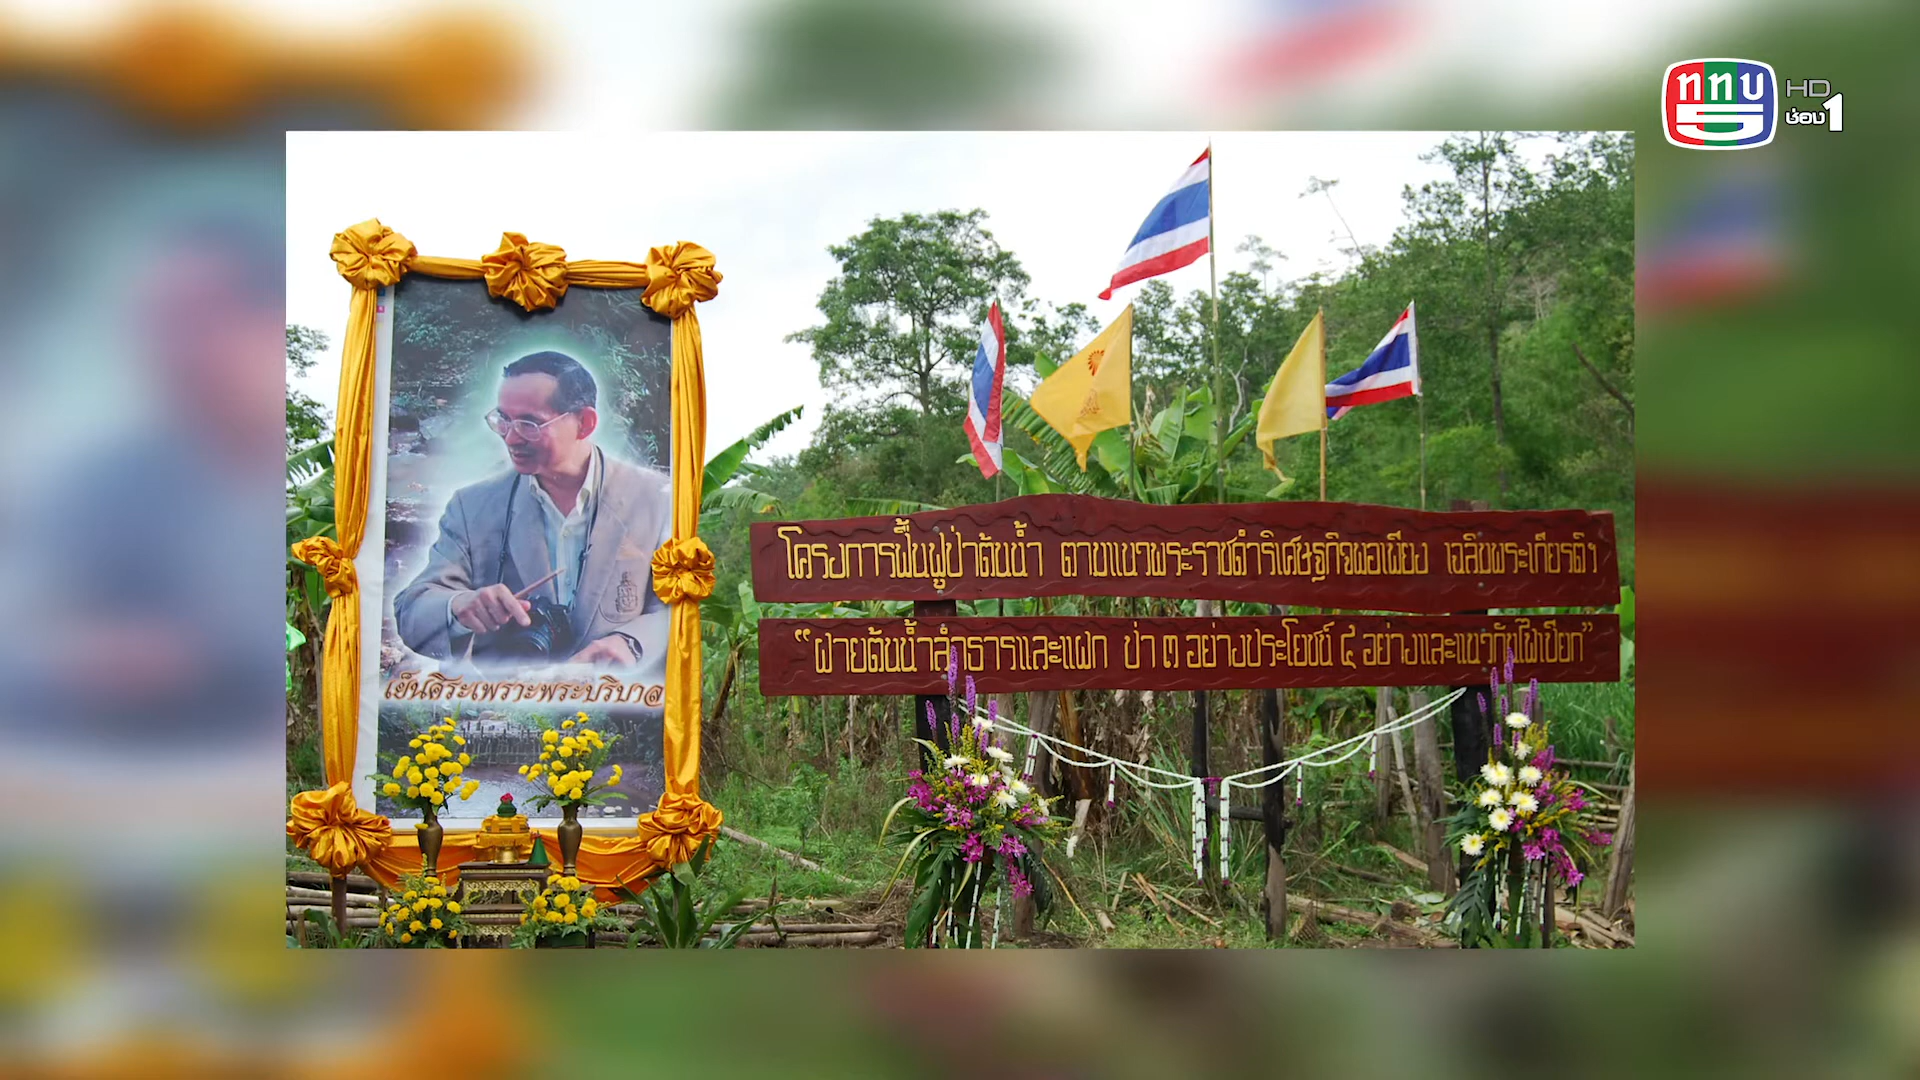 ททบ
5
HD
ช่อง1
โครงการฟื้นฟูป่าต้นน้ำ ตามแนวพระราชดำริเศษฐกิจพอเพียง เฉลิมพระเกียรติฯ
“ฝายต้นน้ำลำธารและแฝก ป่า ๓ อย่างประโยชน์ ๔ อย่างและแนวกันไฟเปียก”
เย็นศิระเพราะพระบริบาล